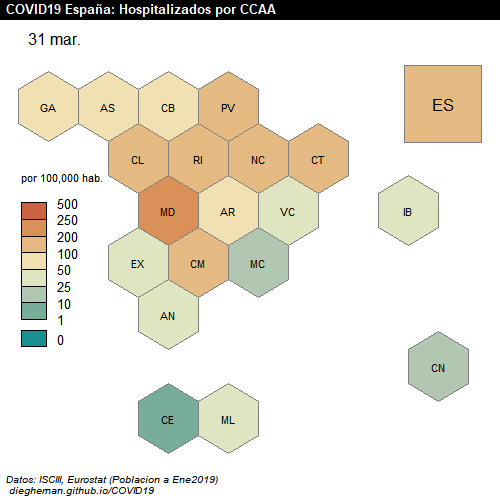 COVID19 España: Hospitalizados por CCAA
31 mar.
GA AS CB PV ES
CL RI NC CT
por 100,000 hab.
500
250
200
100
50
25
10
1
0
MD AR VC IB
EX CM MC
AN
CN
CE ML
Datos: ISCIII, Eurostat (Poblacion a Ene2019)
diegheman.github.io/COVID19